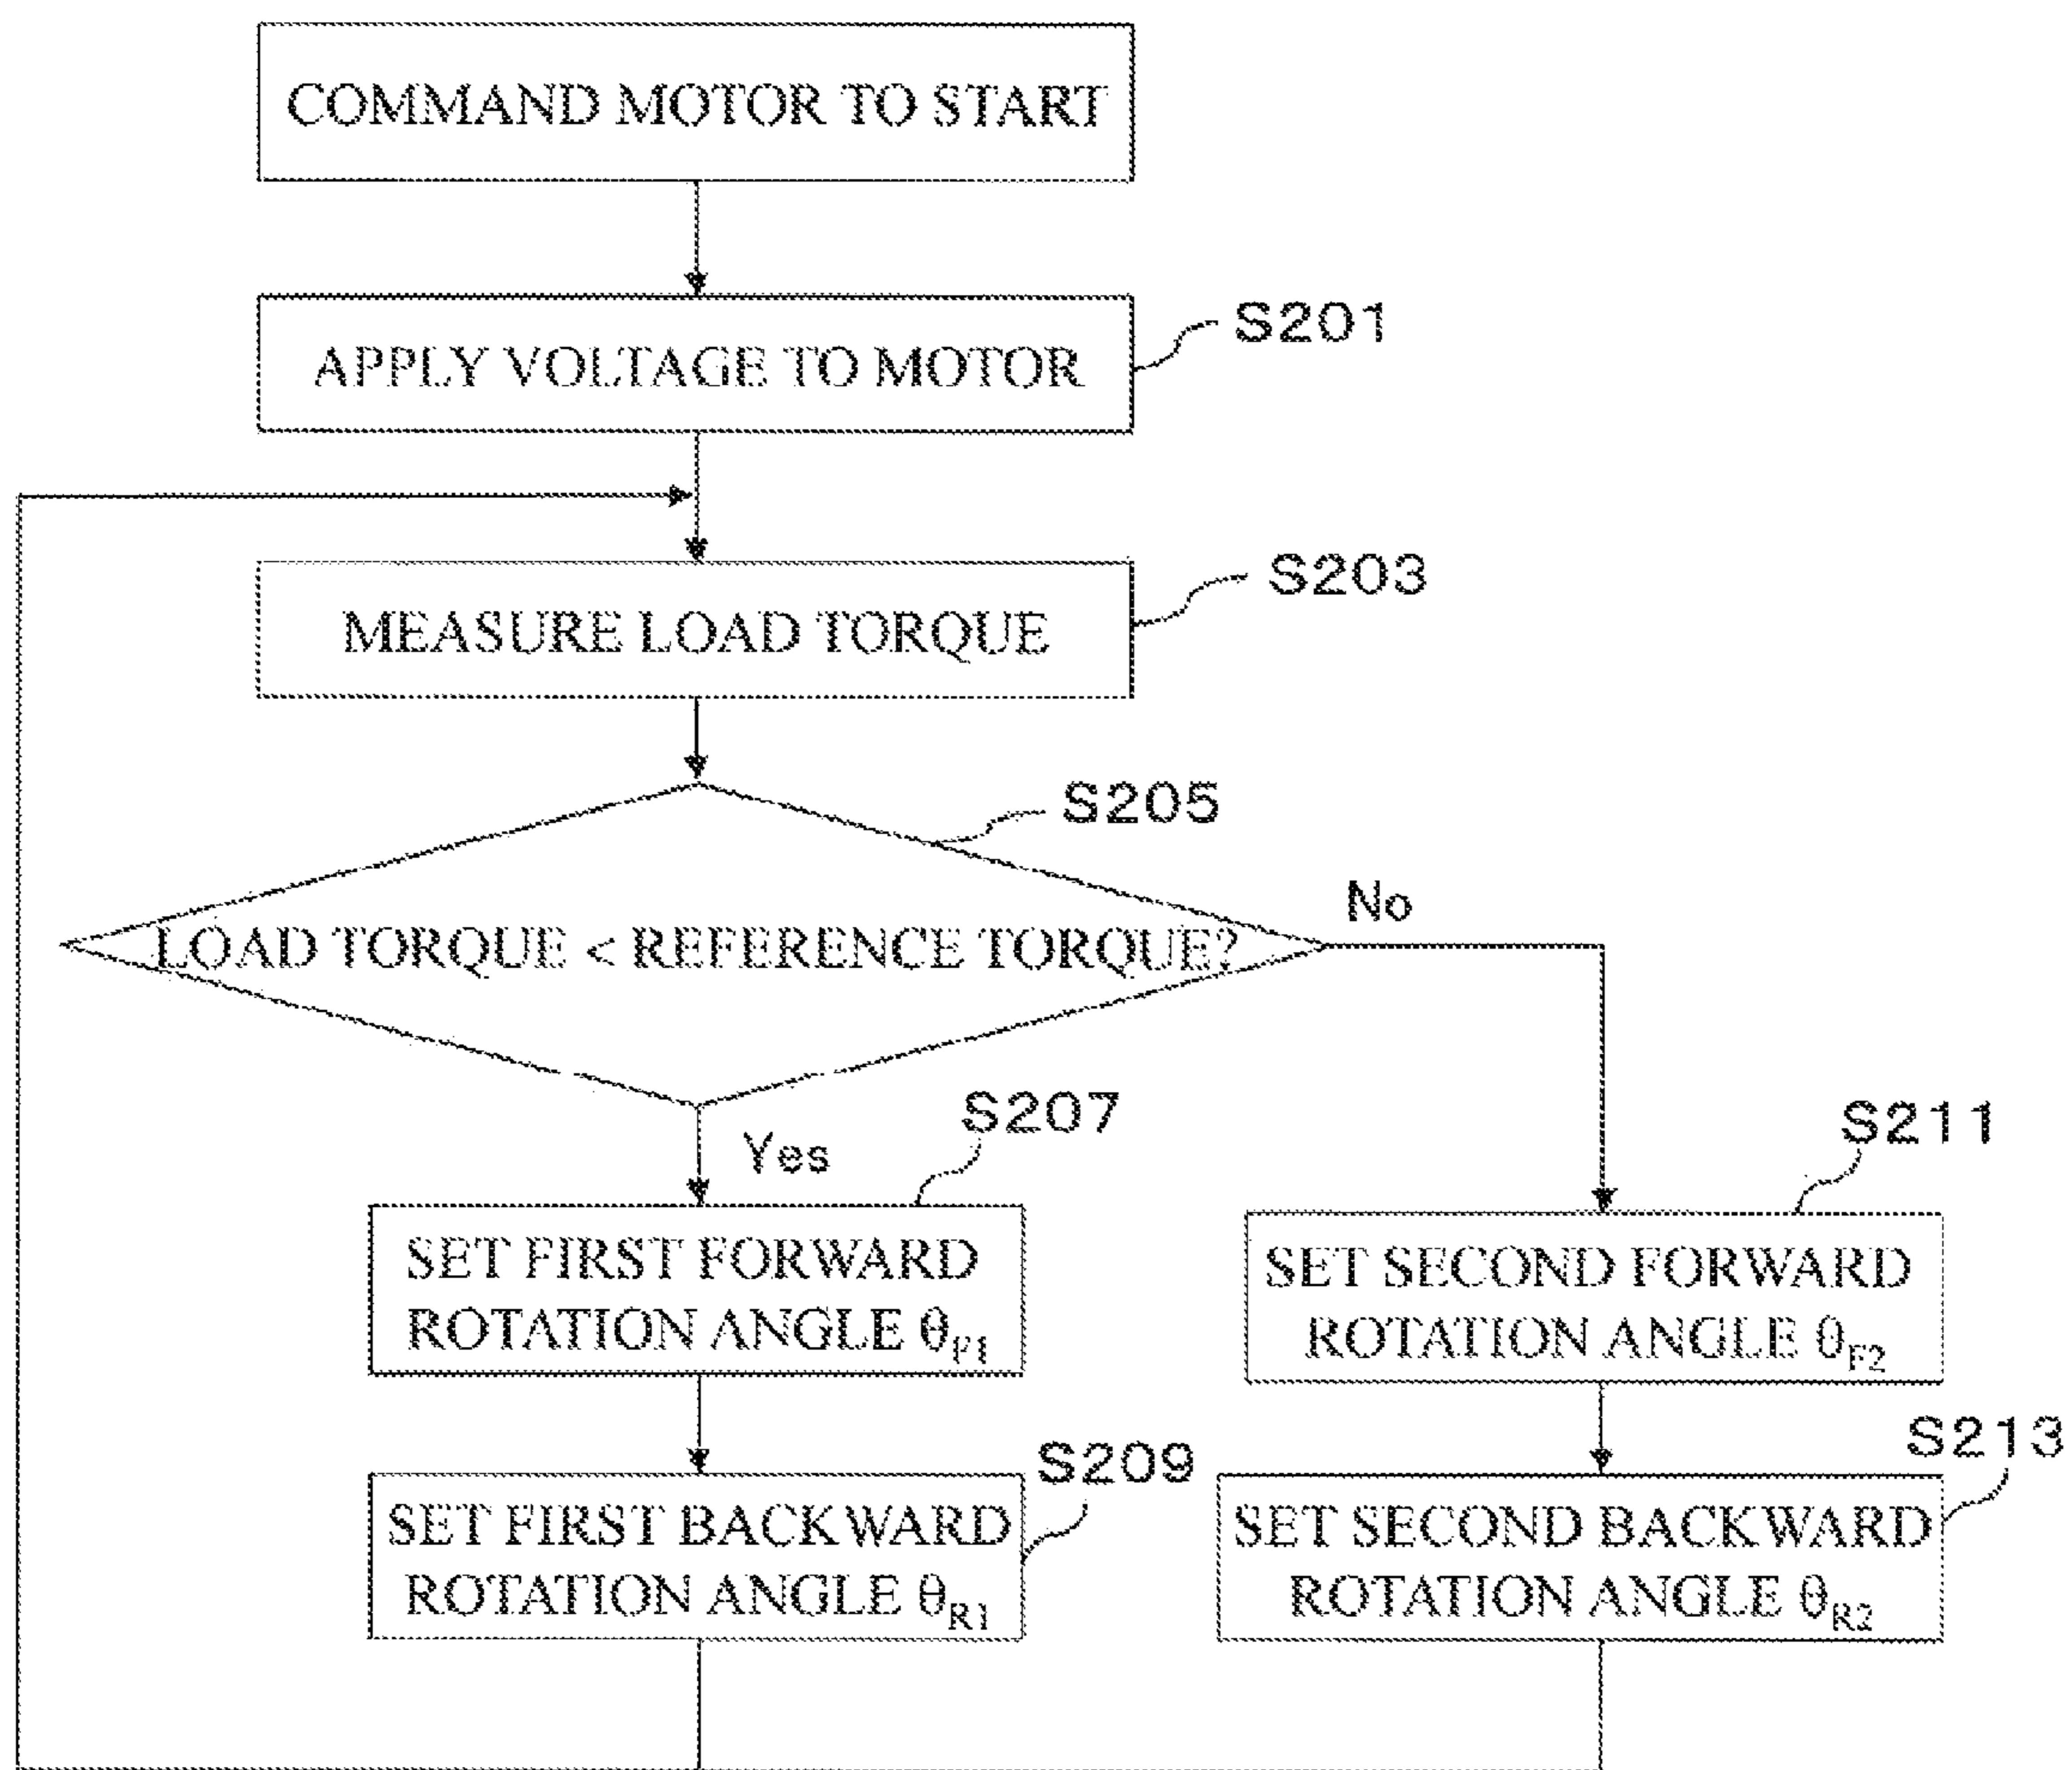 COMMAND MOTOR TO START
S201
APPLY VOLTAGE TO MOTOR
S203
MEASURE LOAD TORQUE
S205
No
LOAD TORQUE < REFERENCE TORQUE?
S207
Yes
S211
SET FIRST FORWARD
ROTATION ANGLE θF1
SET SECOND FORWARD
ROTATION ANGLE θF2
S209
S213
SET FIRST BACKWARD
ROTATION ANGLE θR1
SET SECOND BACKWARD
ROTATION ANGLE θR2